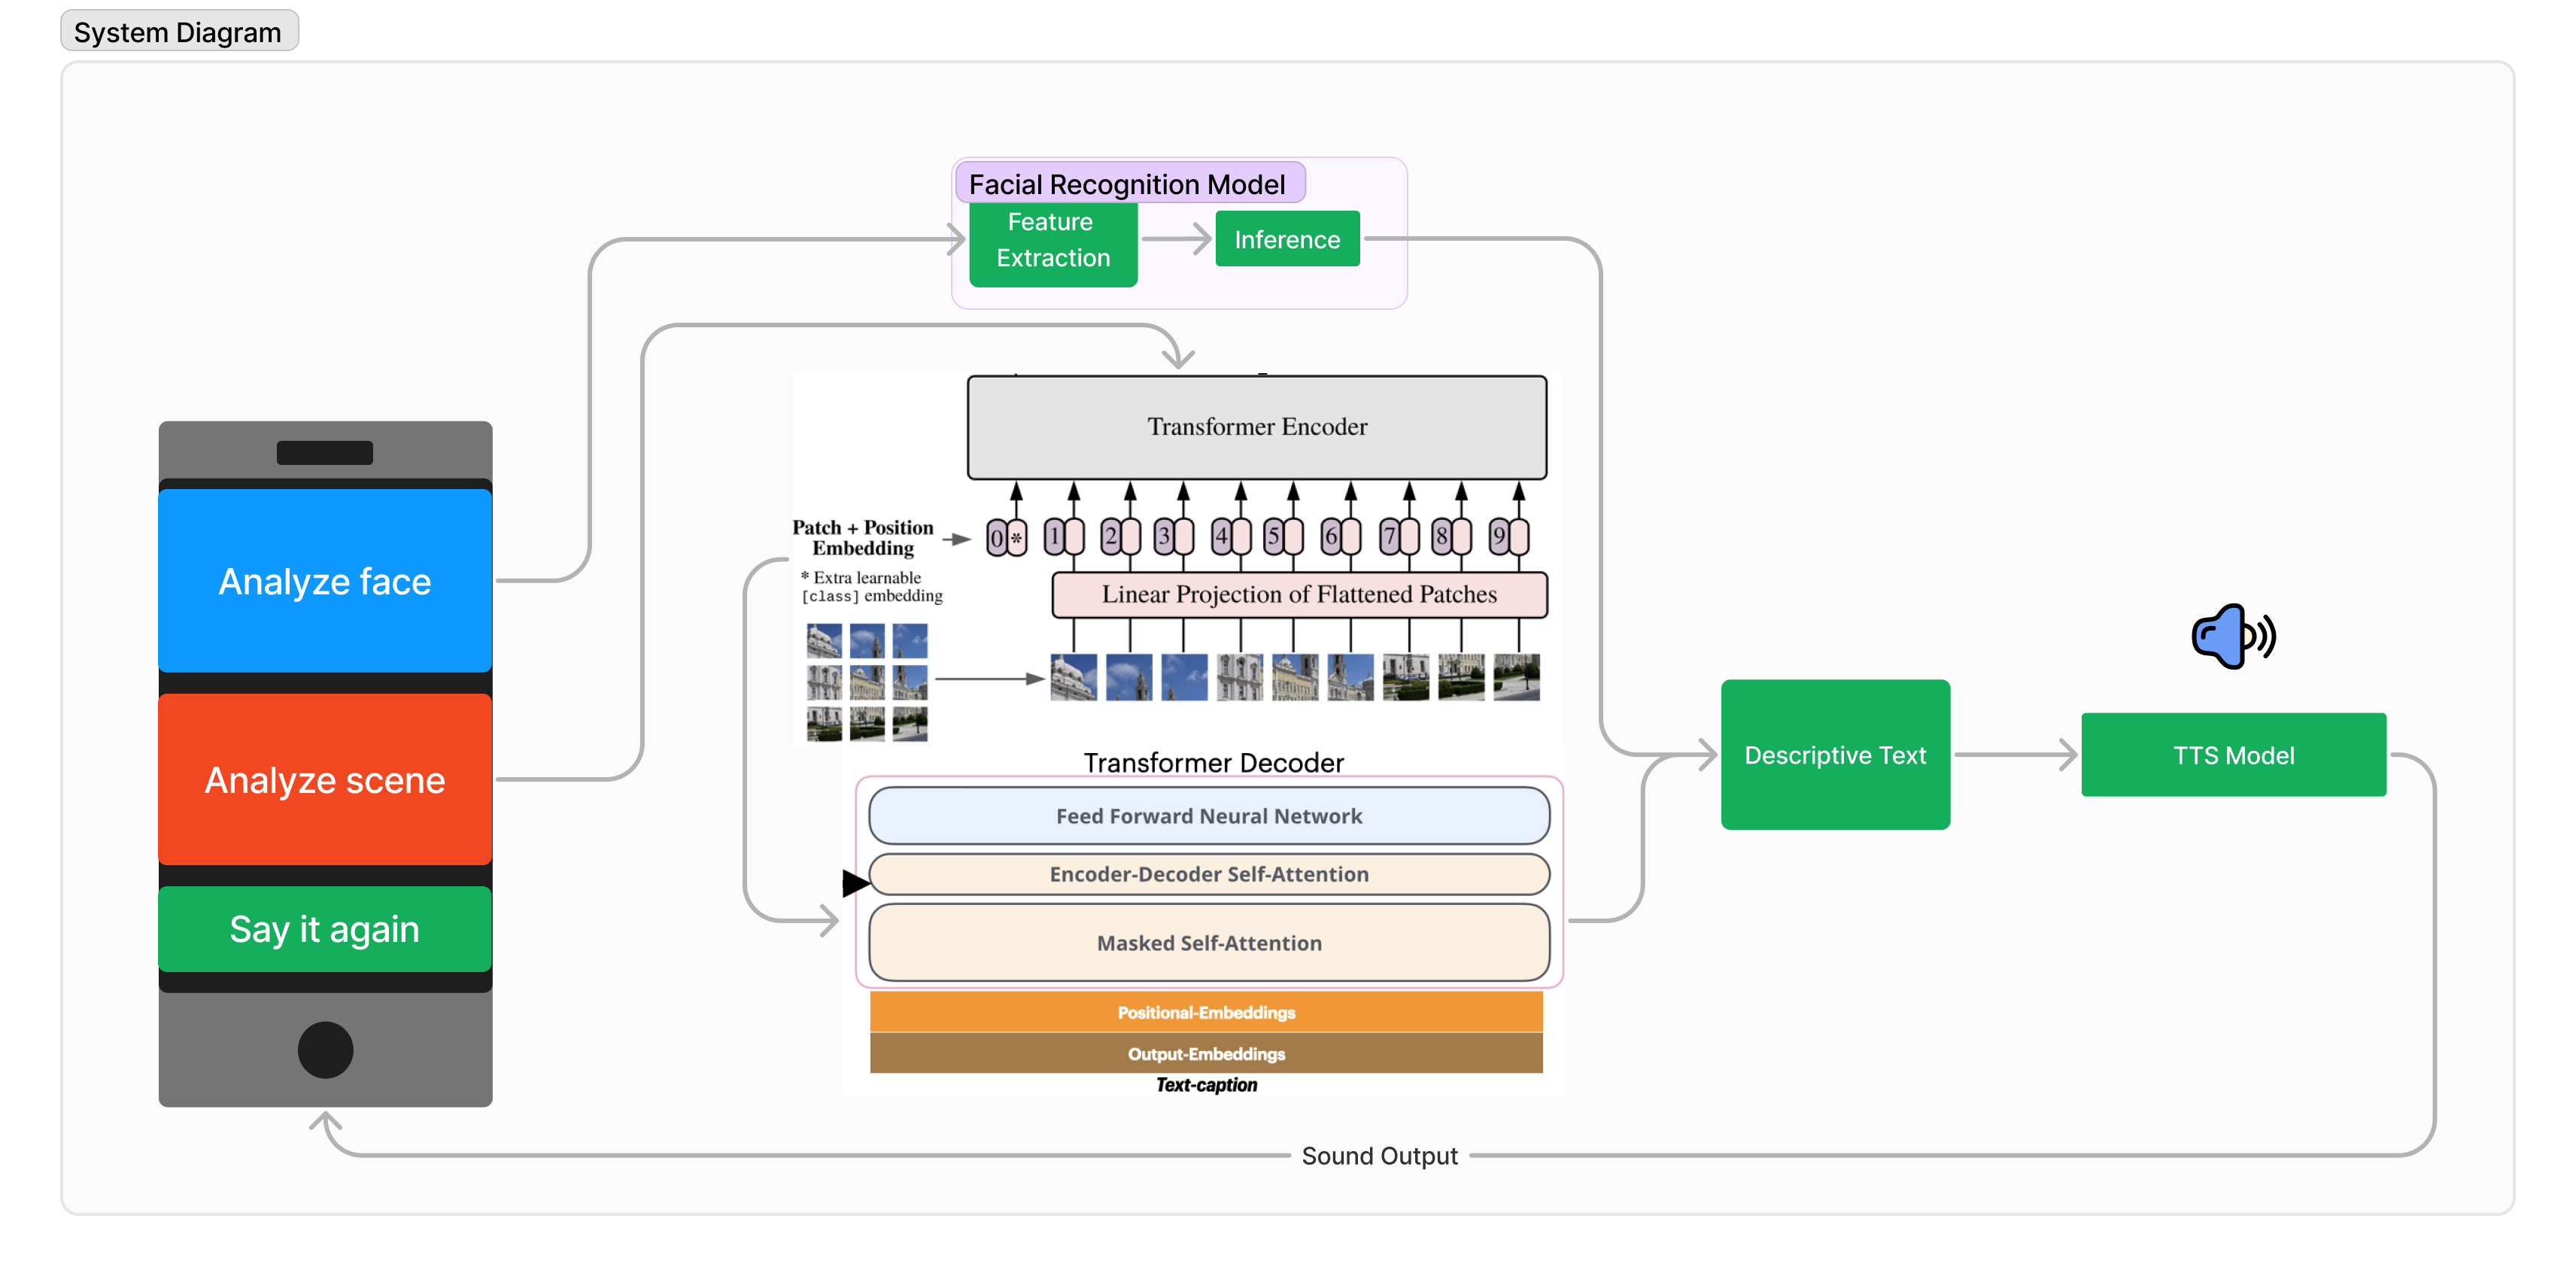 System Diagram
Facial Recognition Model
Feature
Extraction
Inference
Transformer Encoder
Patch + Position
Embedding
0 * 1 2 3 4 5 6 7 8 9
* Extra learnable
[class] embedding
Linear Projection of Flattened Patches
Analyze face
Analyze scene
Say it again
Transformer Decoder
Feed Forward Neural Network
Encoder-Decoder Self-Attention
Masked Self-Attention
Positional-Embeddings
Output-Embeddings
Text-caption
Descriptive Text
TTS Model
Sound Output